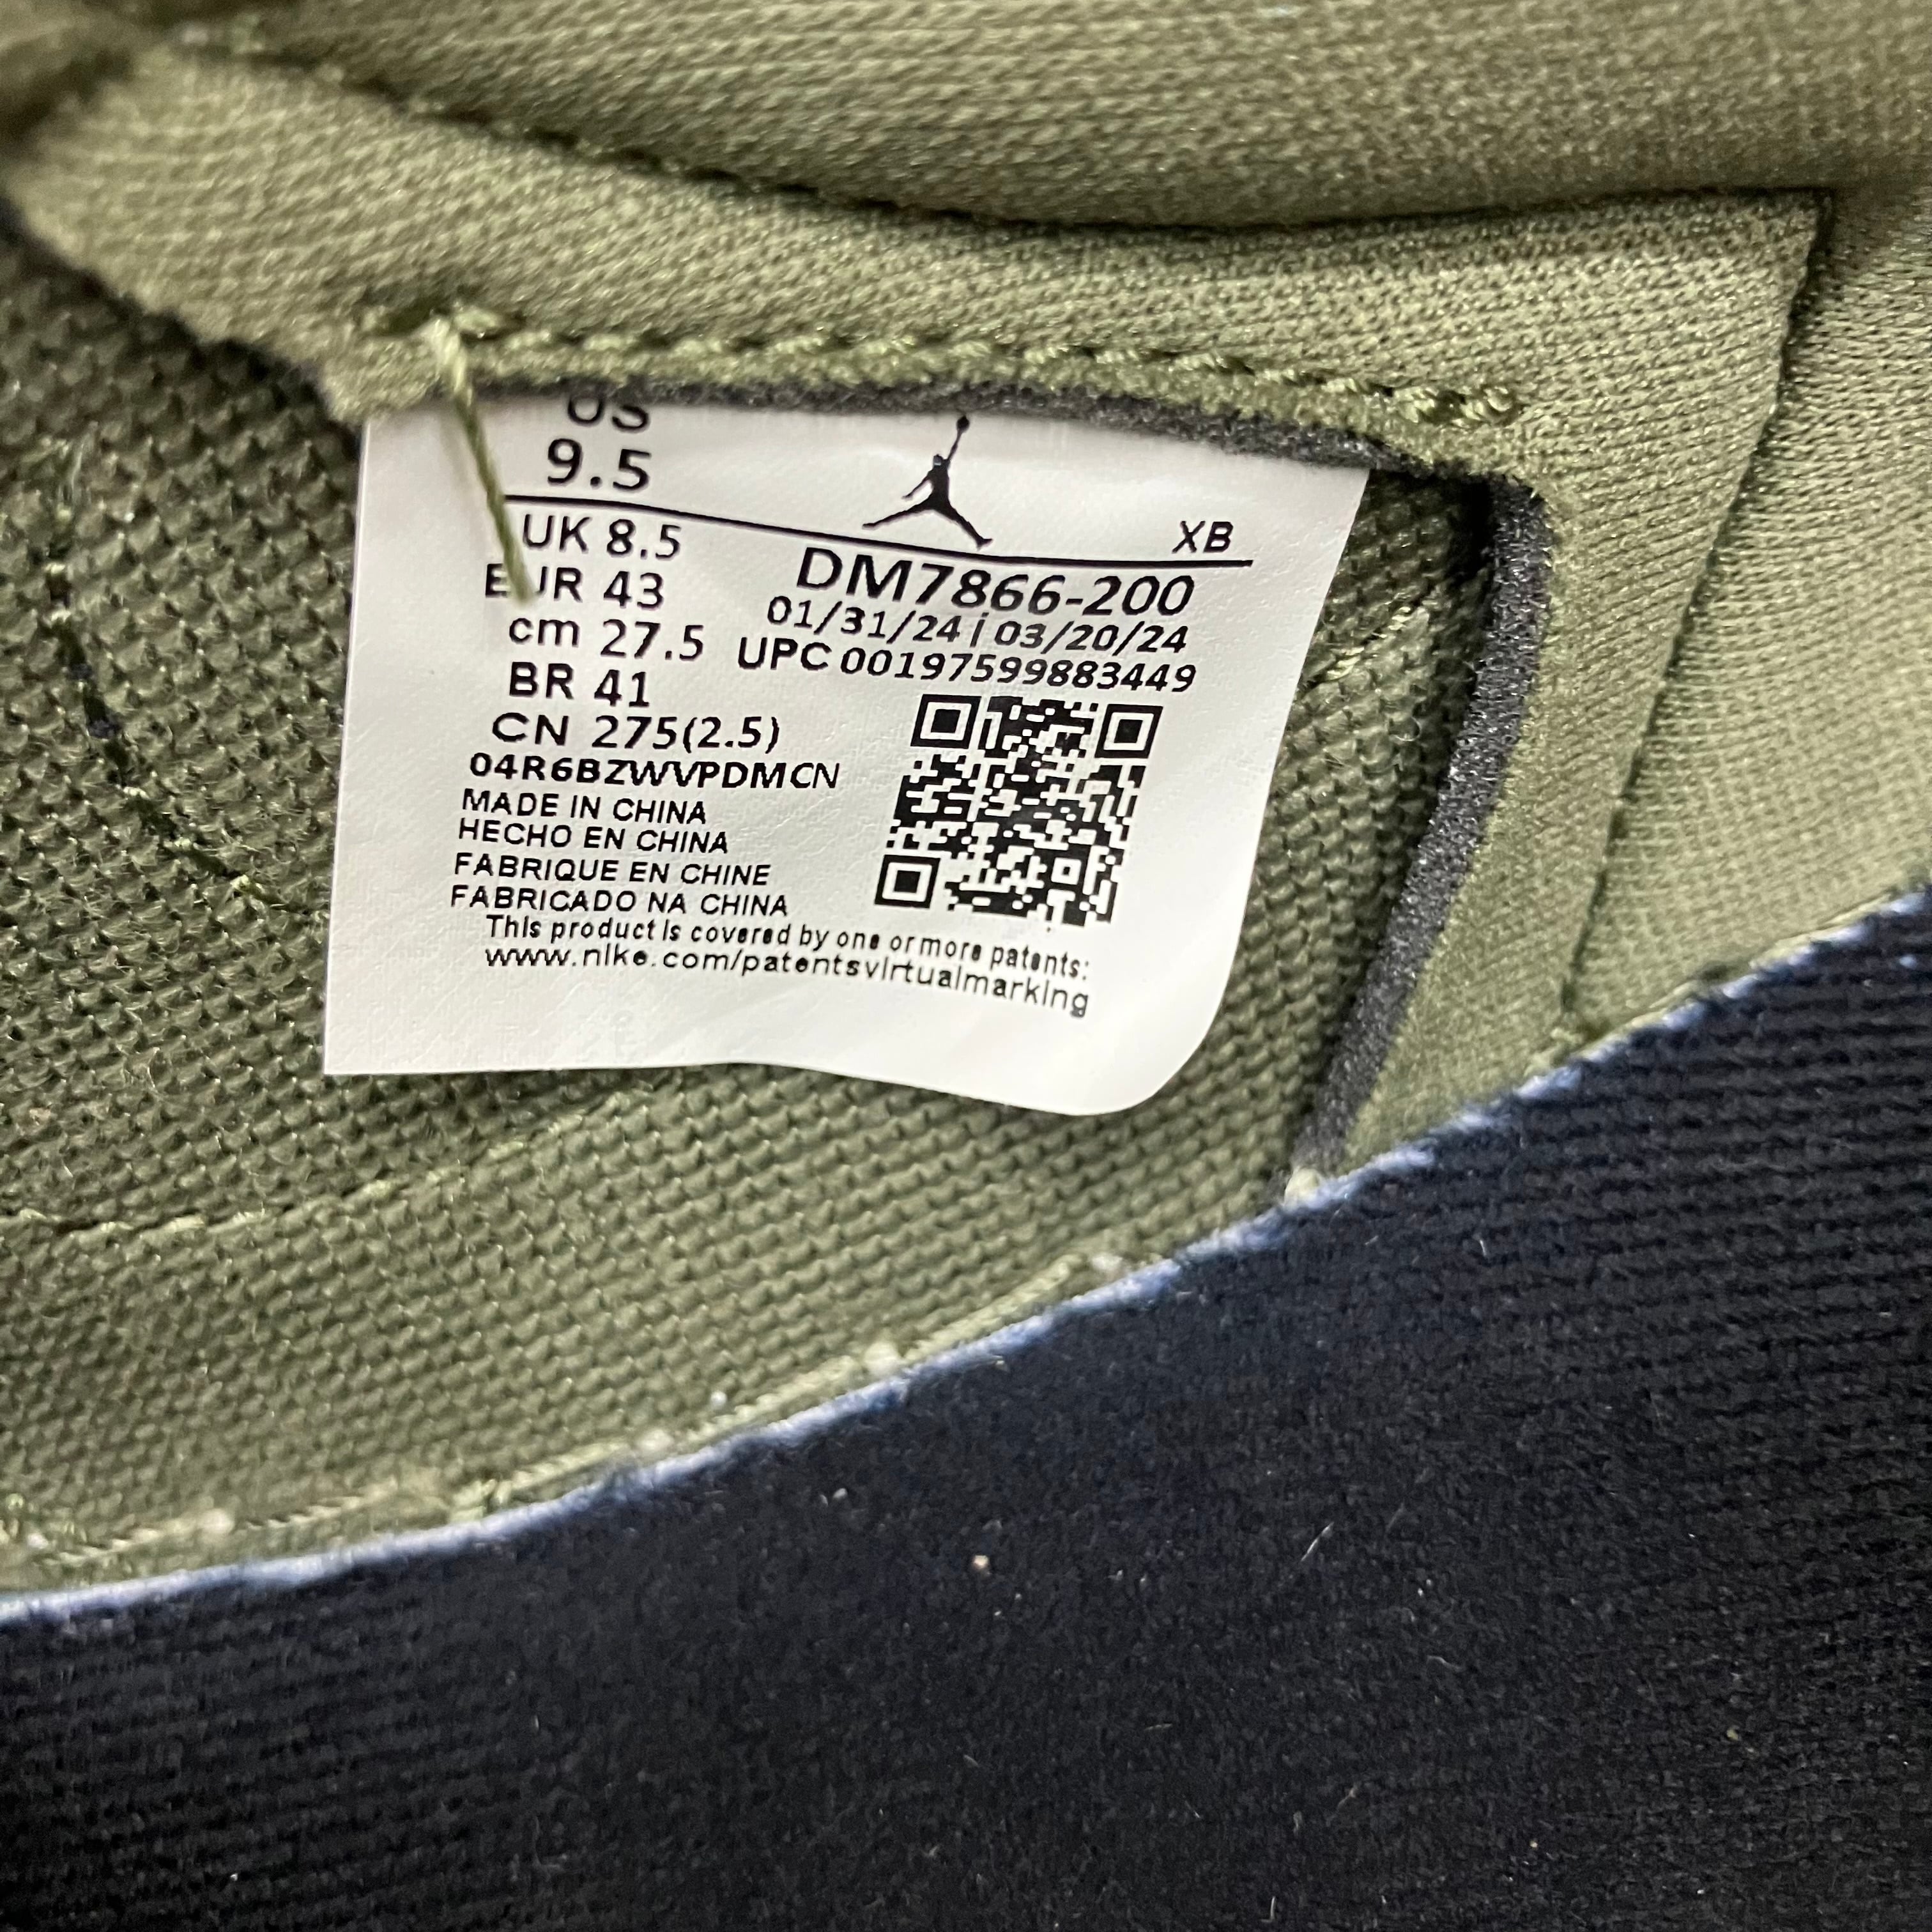 US
9.5
XB
UK 8.5
EUR 43
cm 27.5
BR 41
CN 275(2.5)
DM7866-200
01/31/24 | 03/20/24
UPC 00197599883449
04R6BZWVPDMCN
MADE IN CHINA
HECHO EN CHINA
FABRIQUE EN CHINE
FABRICADO NA CHINA
This product is covered by one or more patents:
www.nike.com/patentsvirtualmarking